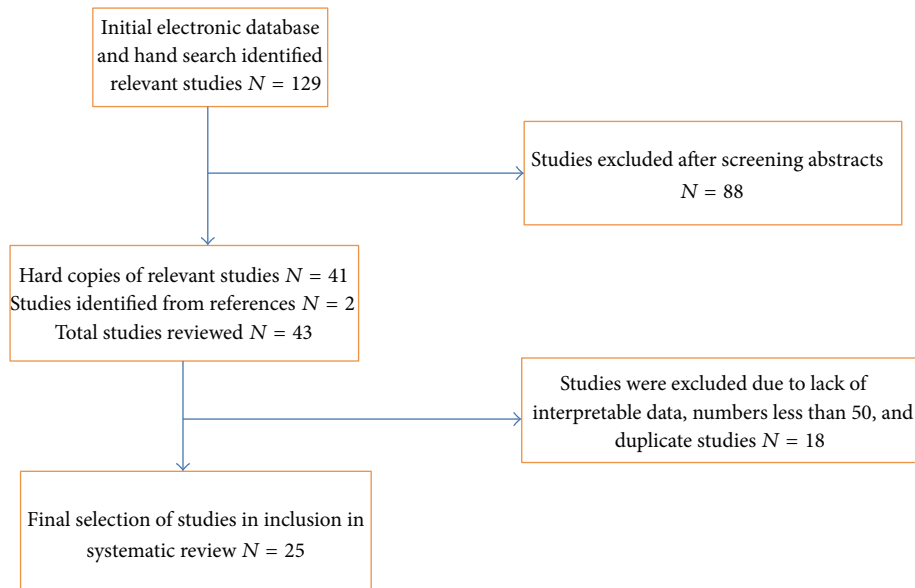 Initial electronic database
and hand search identified
relevant studies N = 129
Studies excluded after screening abstracts
N = 88
Hard copies of relevant studies N = 41
Studies identified from references N = 2
Total studies reviewed N = 43
Studies were excluded due to lack of
interpretable data, numbers less than 50, and
duplicate studies N = 18
Final selection of studies in inclusion in
systematic review N = 25